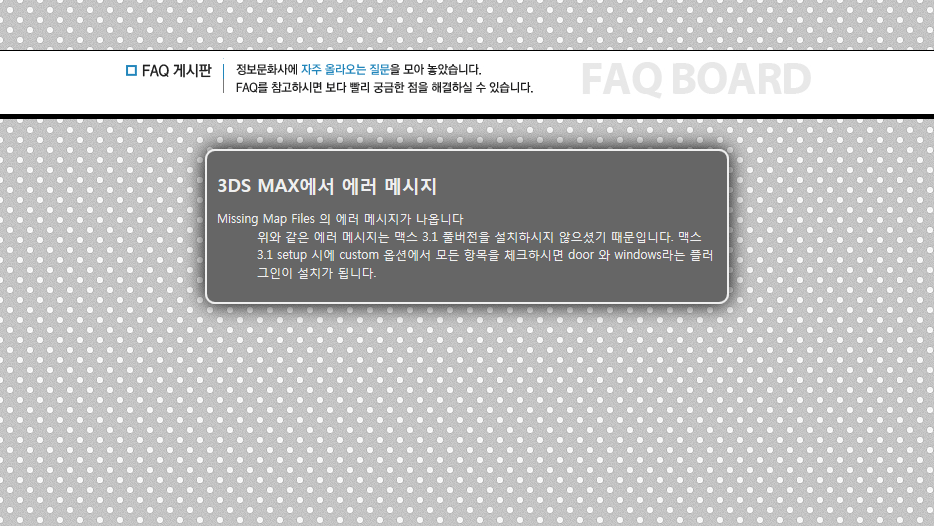 FAQ 게시판
정보문화사에 자주 올라오는 질문을 모아 놓았습니다.
FAQ를 참고하시면 보다 빨리 궁금한 점을 해결하실 수 있습니다.
FAQ BOARD
3DS MAX에서 에러 메시지
Missing Map Files 의 에러 메시지가 나옵니다
위와 같은 에러 메시지는 맥스 3.1 풀버전을 설치하시지 않으셨기 때문입니다. 맥스
3.1 setup 시에 custom 옵션에서 모든 항목을 체크하시면 door 와 windows라는 플러
그인이 설치가 됩니다.